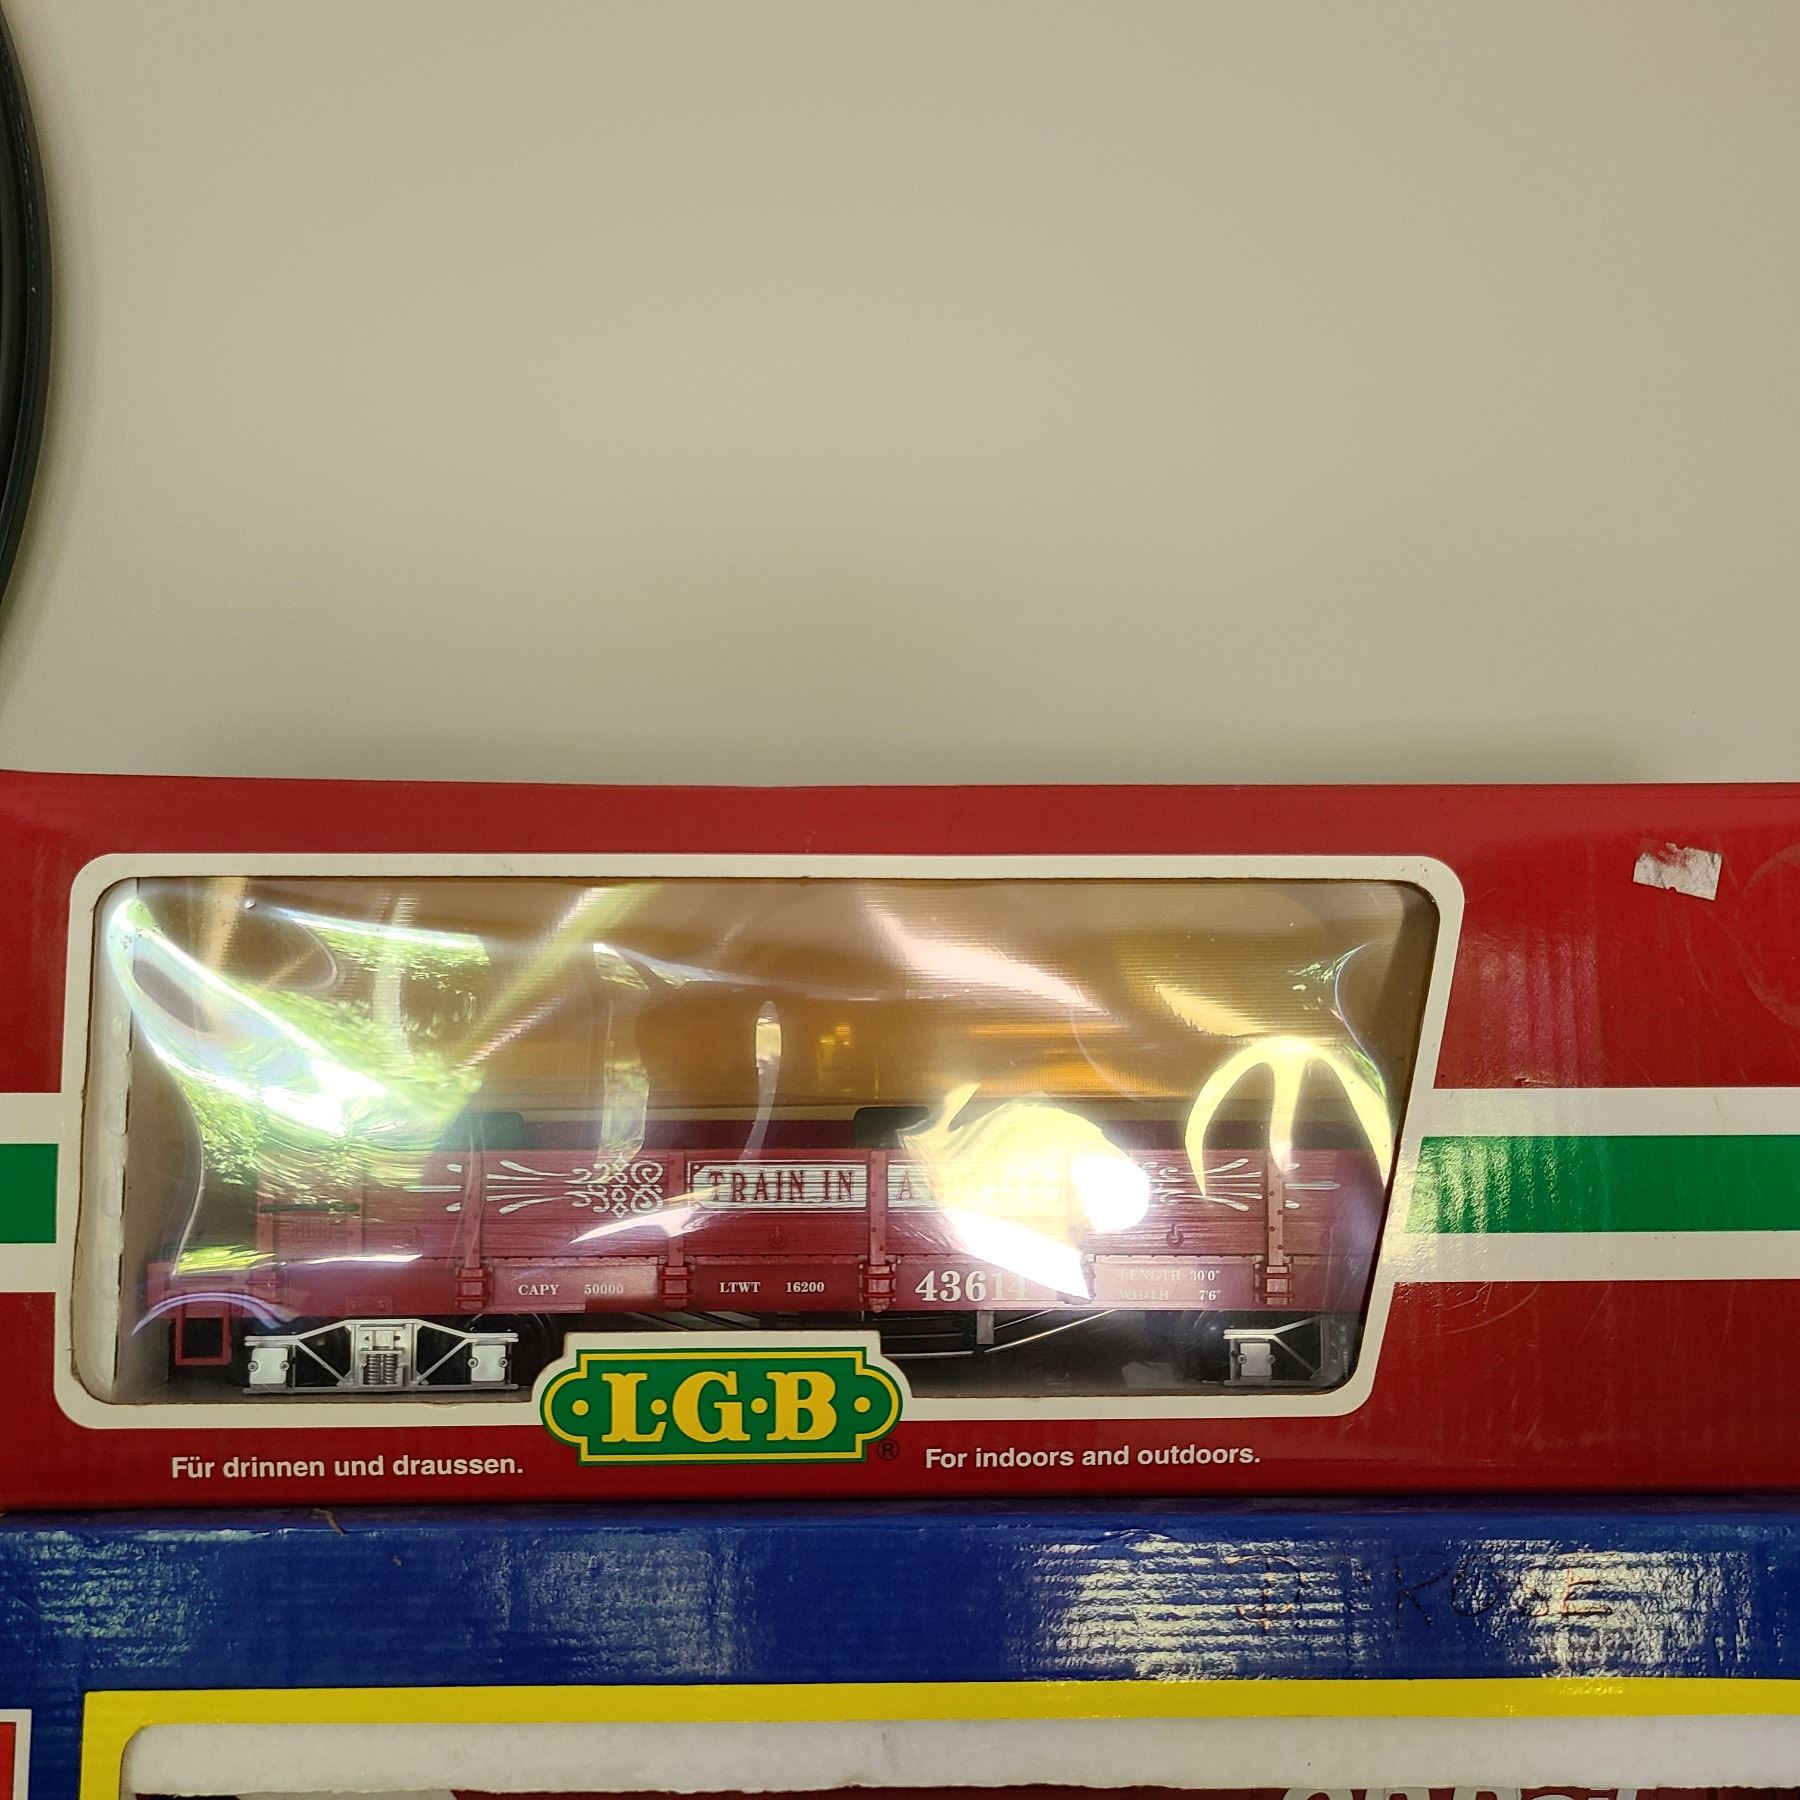 TRAIN IN A
CAPY 50000 LTWT 16200 43614 LENGTH 30'0"
WIDTH 7'6"
L·G·B ®
Für drinnen und draussen. For indoors and outdoors.
ROSE